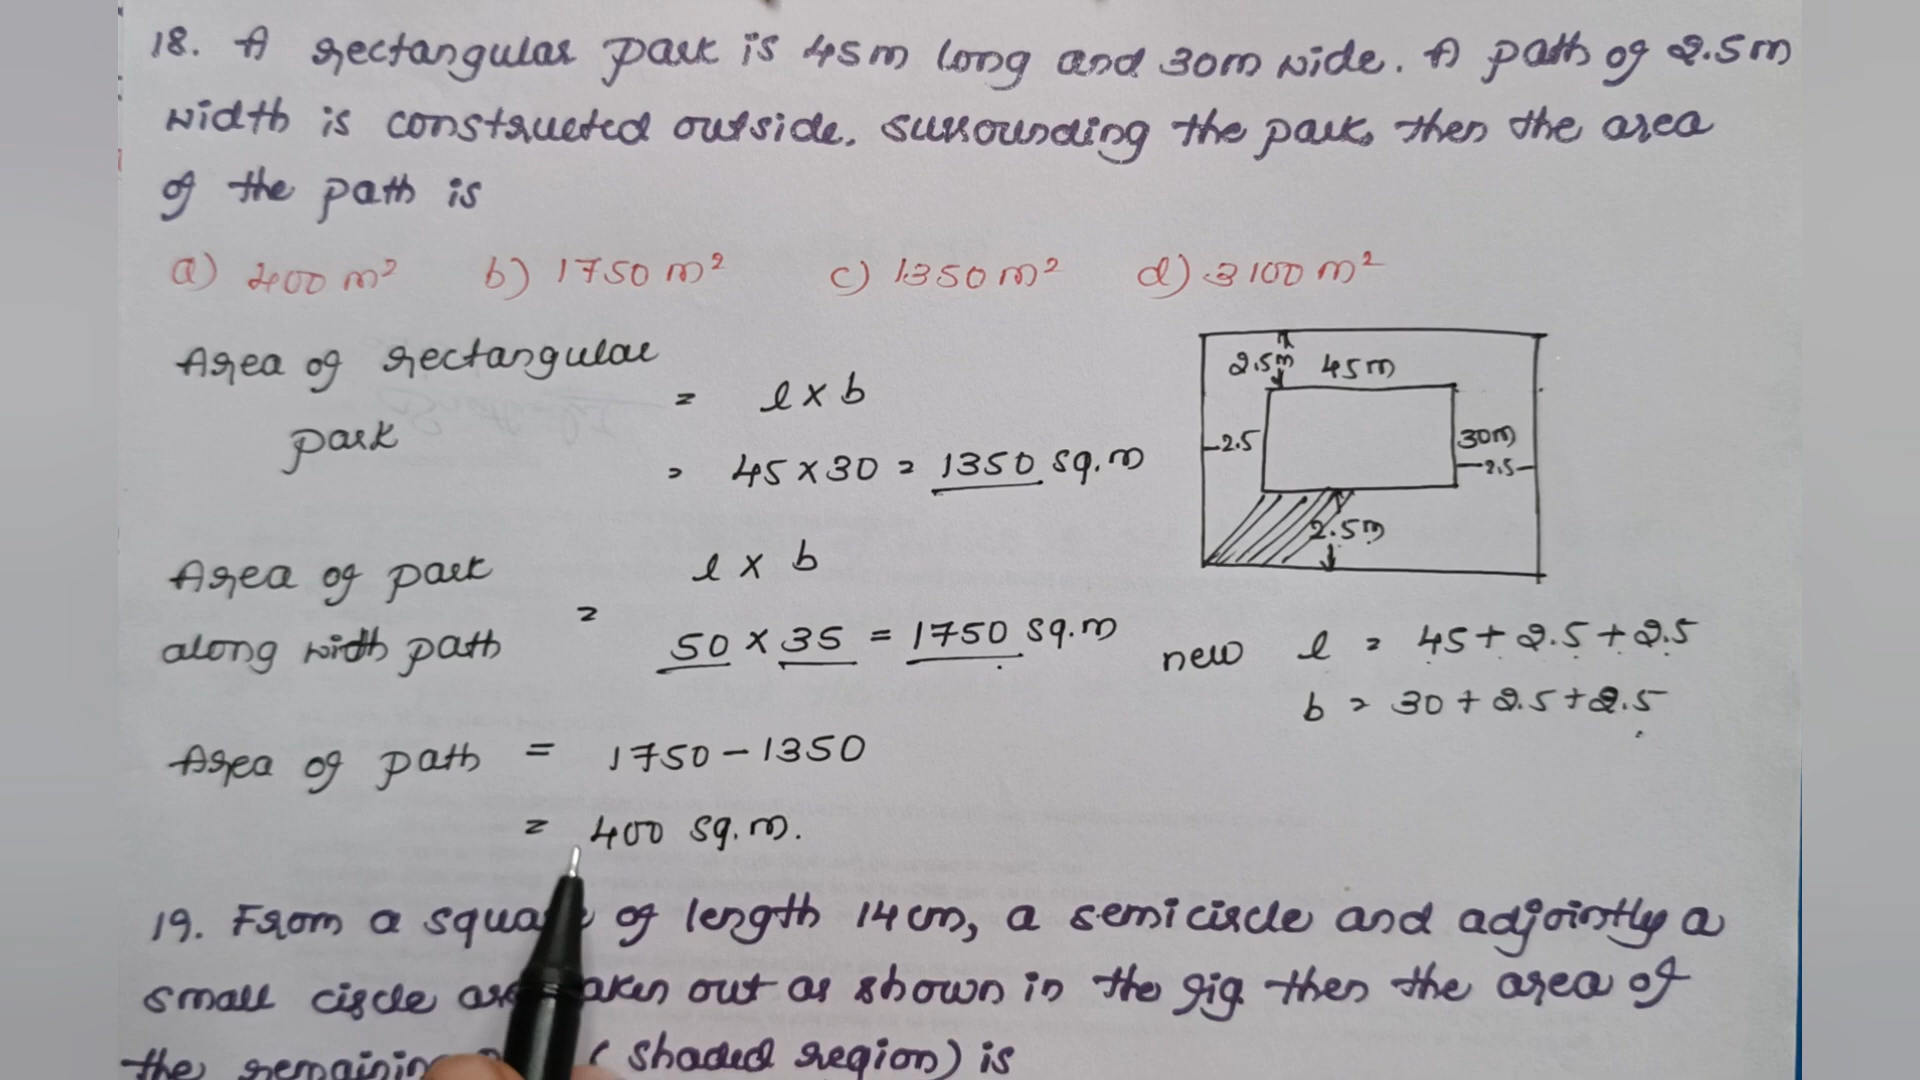 18. A rectangular park is 45m long and 30m wide. A path of 2.5m
width is constructed outside, surrounding the park, then the area
of the path is
a) 400 m² b) 1750 m² c) 1350 m² d) 3100 m²
Area of rectangular
park
= l × b
= 45 × 30 = 1350 sq.m
2.5m 45m
2.5
30m
2.5
2.5m
Area of park
along with path
= l × b
50 × 35 = 1750 sq.m
new l = 45 + 2.5 + 2.5
b = 30 + 2.5 + 2.5
Area of path = 1750 - 1350
= 400 sq.m.
19. From a square of length 14cm, a semicircle and adjointly a
small circle are taken out as shown in the fig then the area of
the (shaded region) is